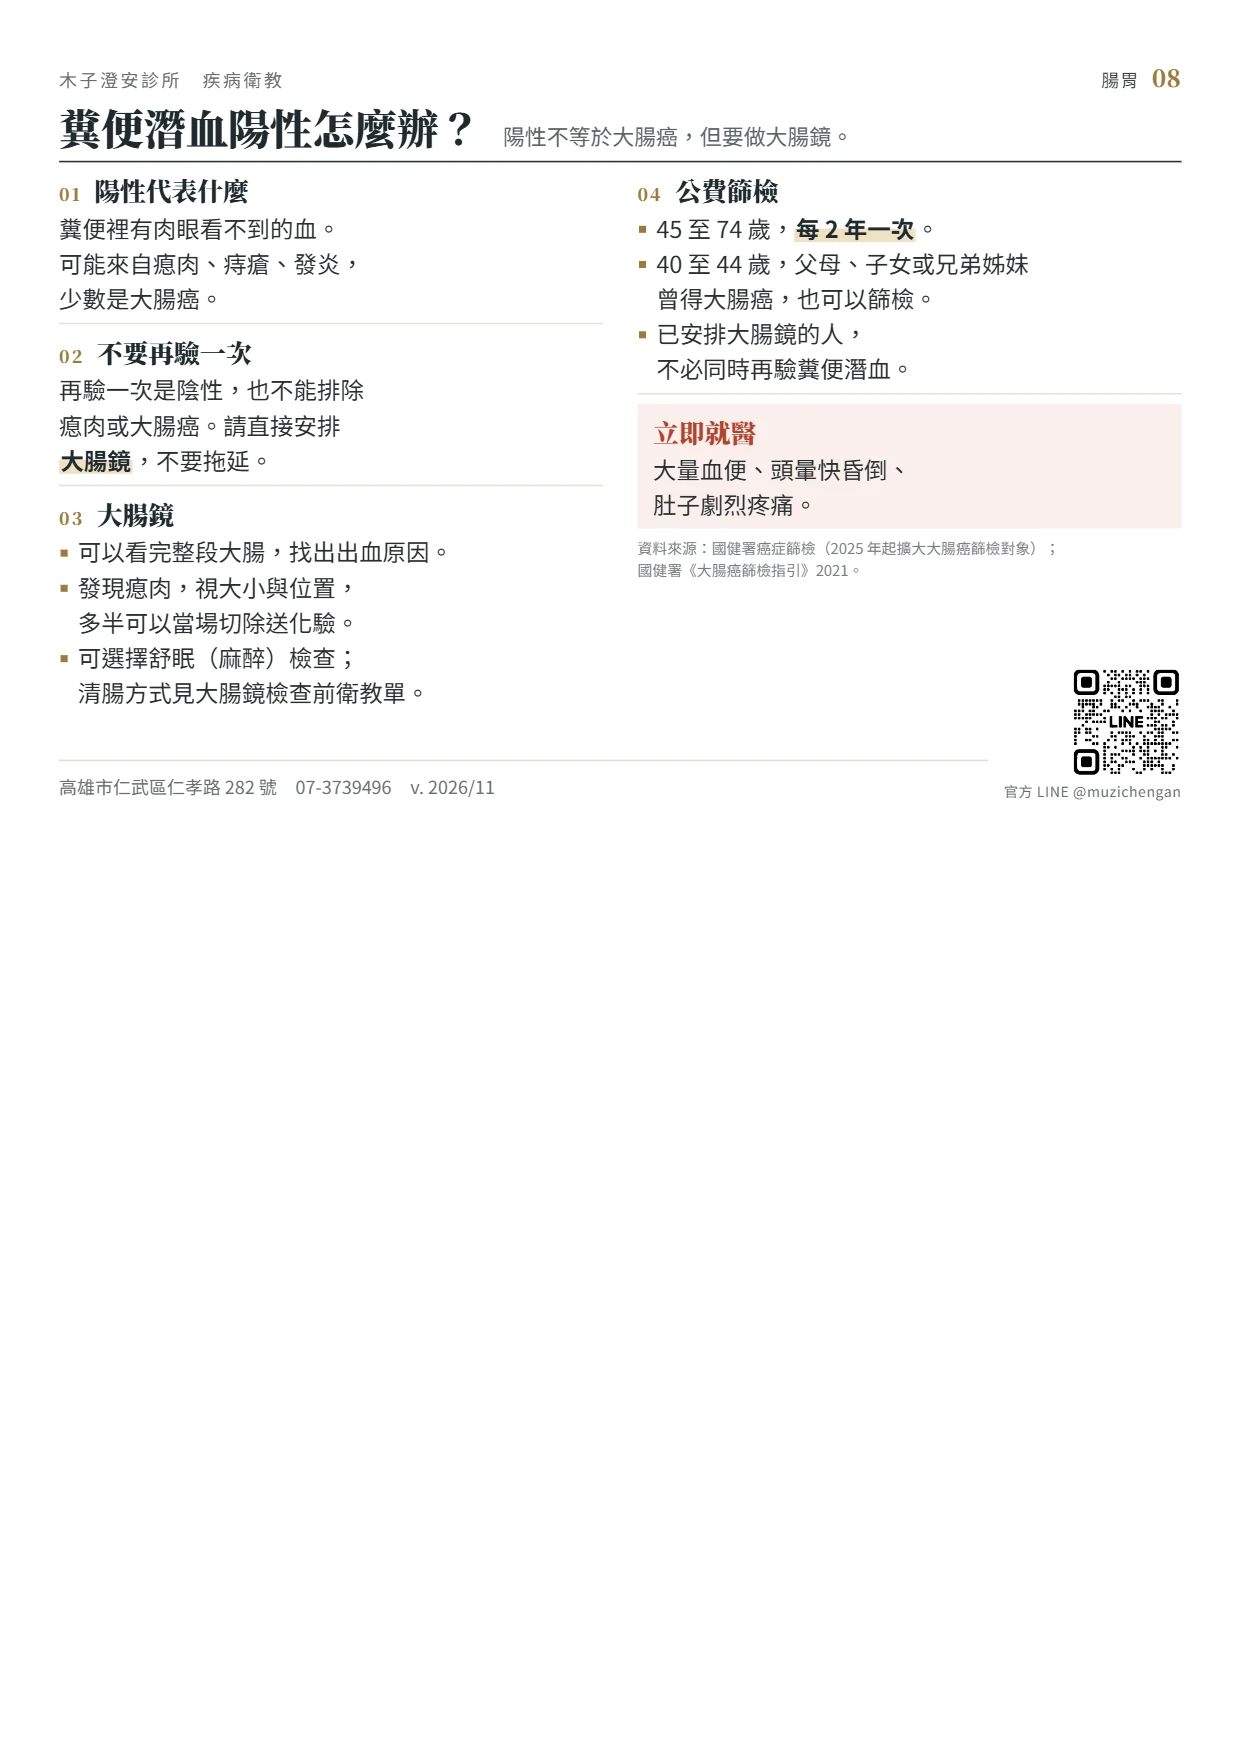 木子澄安診所　疾病衛教
腸胃 08
糞便潛血陽性怎麼辦？ 陽性不等於大腸癌，但要做大腸鏡。
01 陽性代表什麼
糞便裡有肉眼看不到的血。
可能來自瘜肉、痔瘡、發炎，
少數是大腸癌。
02 不要再驗一次
再驗一次是陰性，也不能排除
瘜肉或大腸癌。請直接安排
大腸鏡，不要拖延。
03 大腸鏡
▪ 可以看完整段大腸，找出出血原因。
▪ 發現瘜肉，視大小與位置，
多半可以當場切除送化驗。
▪ 可選擇舒眠（麻醉）檢查；
清腸方式見大腸鏡檢查前衛教單。
04 公費篩檢
▪ 45 至 74 歲，每 2 年一次。
▪ 40 至 44 歲，父母、子女或兄弟姊妹
曾得大腸癌，也可以篩檢。
▪ 已安排大腸鏡的人，
不必同時再驗糞便潛血。
立即就醫
大量血便、頭暈快昏倒、
肚子劇烈疼痛。
資料來源：國健署癌症篩檢（2025 年起擴大大腸癌篩檢對象）；
國健署《大腸癌篩檢指引》2021。
LINE
高雄市仁武區仁孝路 282 號　07-3739496　v. 2026/11
官方 LINE @muzichengan